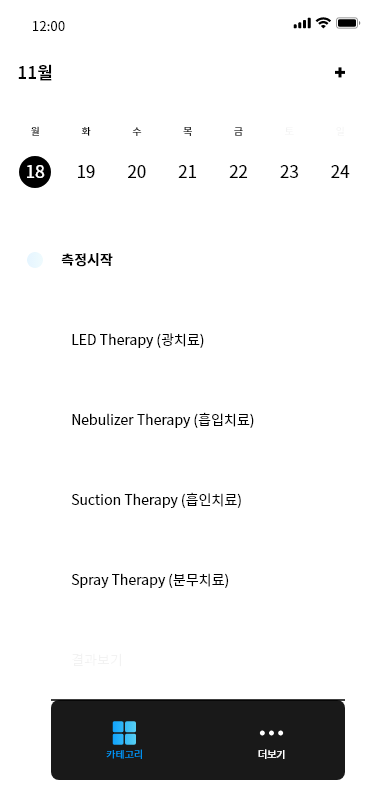 12:00
11월
월 화 수 목 금 토 일
18 19 20 21 22 23 24
측정시작
LED Therapy (광치료)
Nebulizer Therapy (흡입치료)
Suction Therapy (흡인치료)
Spray Therapy (분무치료)
결과보기
카테고리 더보기